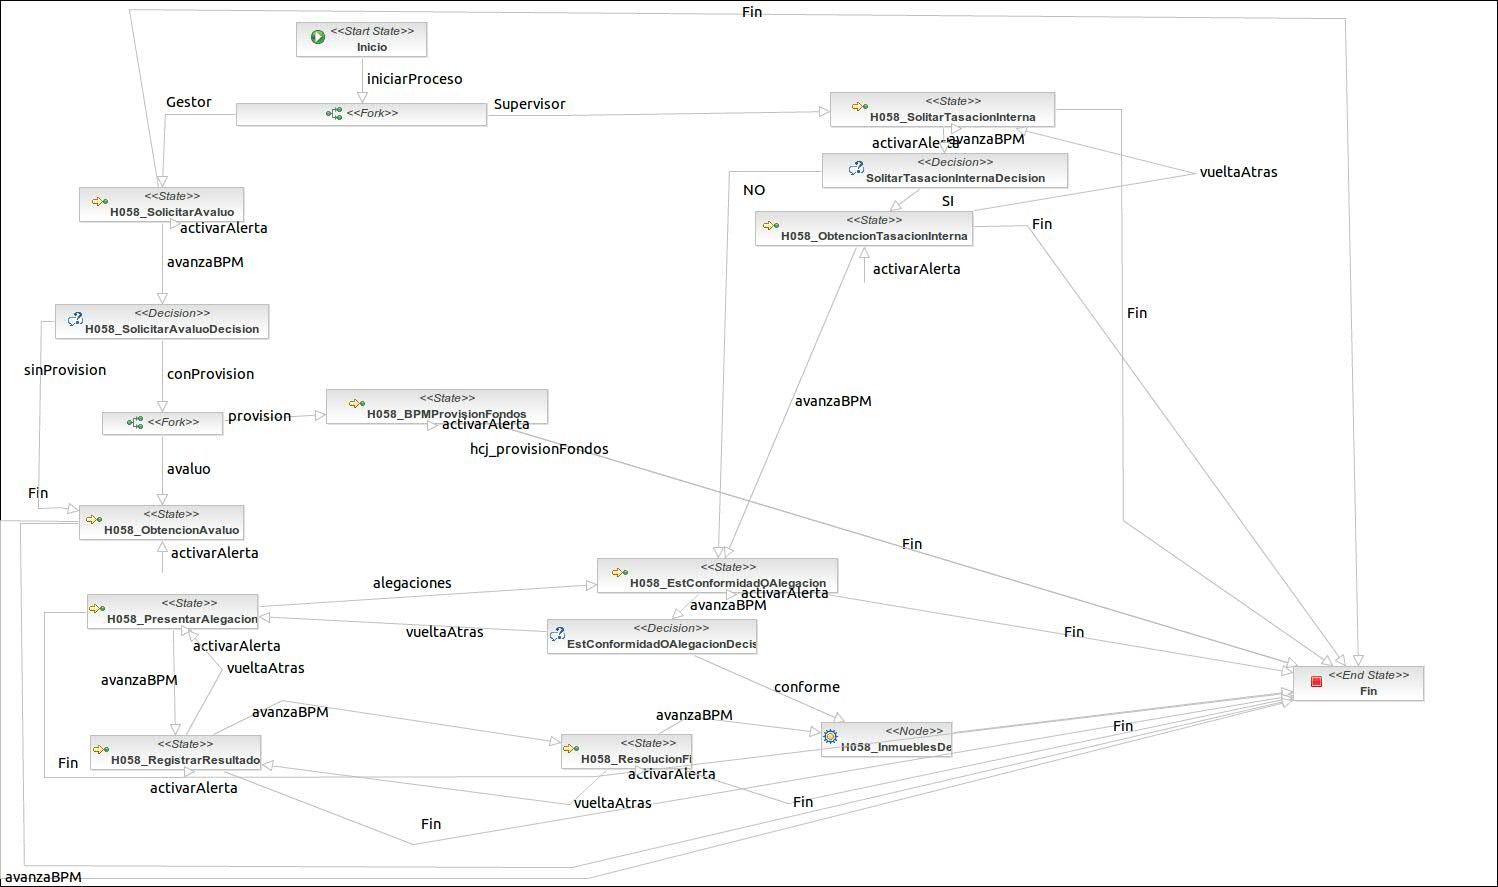 Fin
<<Start State>>
Inicio
iniciarProceso
Gestor
<<Fork>>
Supervisor
<<State>>
H058_SolitarTasacionInterna
activarAlerta
avanzaBPM
<<Decision>>
SolitarTasacionInternaDecision
vueltaAtras
NO
SI
<<State>>
H058_SolicitarAvaluo
activarAlerta
<<State>>
H058_ObtencionTasacionInterna
Fin
avanzaBPM
activarAlerta
<<Decision>>
H058_SolicitarAvaluoDecision
Fin
sinProvision
conProvision
<<State>>
H058_BPMProvisionFondos
activarAlerta
avanzaBPM
<<Fork>>
provision
hcj_provisionFondos
avaluo
Fin
<<State>>
H058_ObtencionAvaluo
activarAlerta
Fin
<<State>>
H058_EstConformidadOAlegacion
activarAlerta
avanzaBPM
alegaciones
<<State>>
H058_PresentarAlegacion
activarAlerta
vueltaAtras
<<Decision>>
EstConformidadOAlegacionDecis
Fin
vueltaAtras
avanzaBPM
conforme
<<End State>>
Fin
avanzaBPM
avanzaBPM
Fin
<<State>>
H058_RegistrarResultado
activarAlerta
Fin
<<State>>
H058_ResolucionFi
activarAlerta
<<Node>>
H058_InmueblesDe
vueltaAtras
Fin
Fin
avanzaBPM